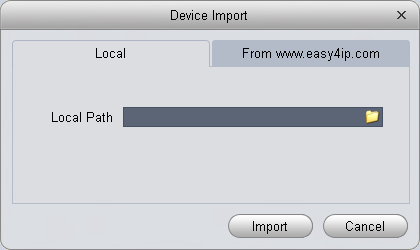 Device Import
Local
From www.easy4ip.com
Local Path
Import
Cancel